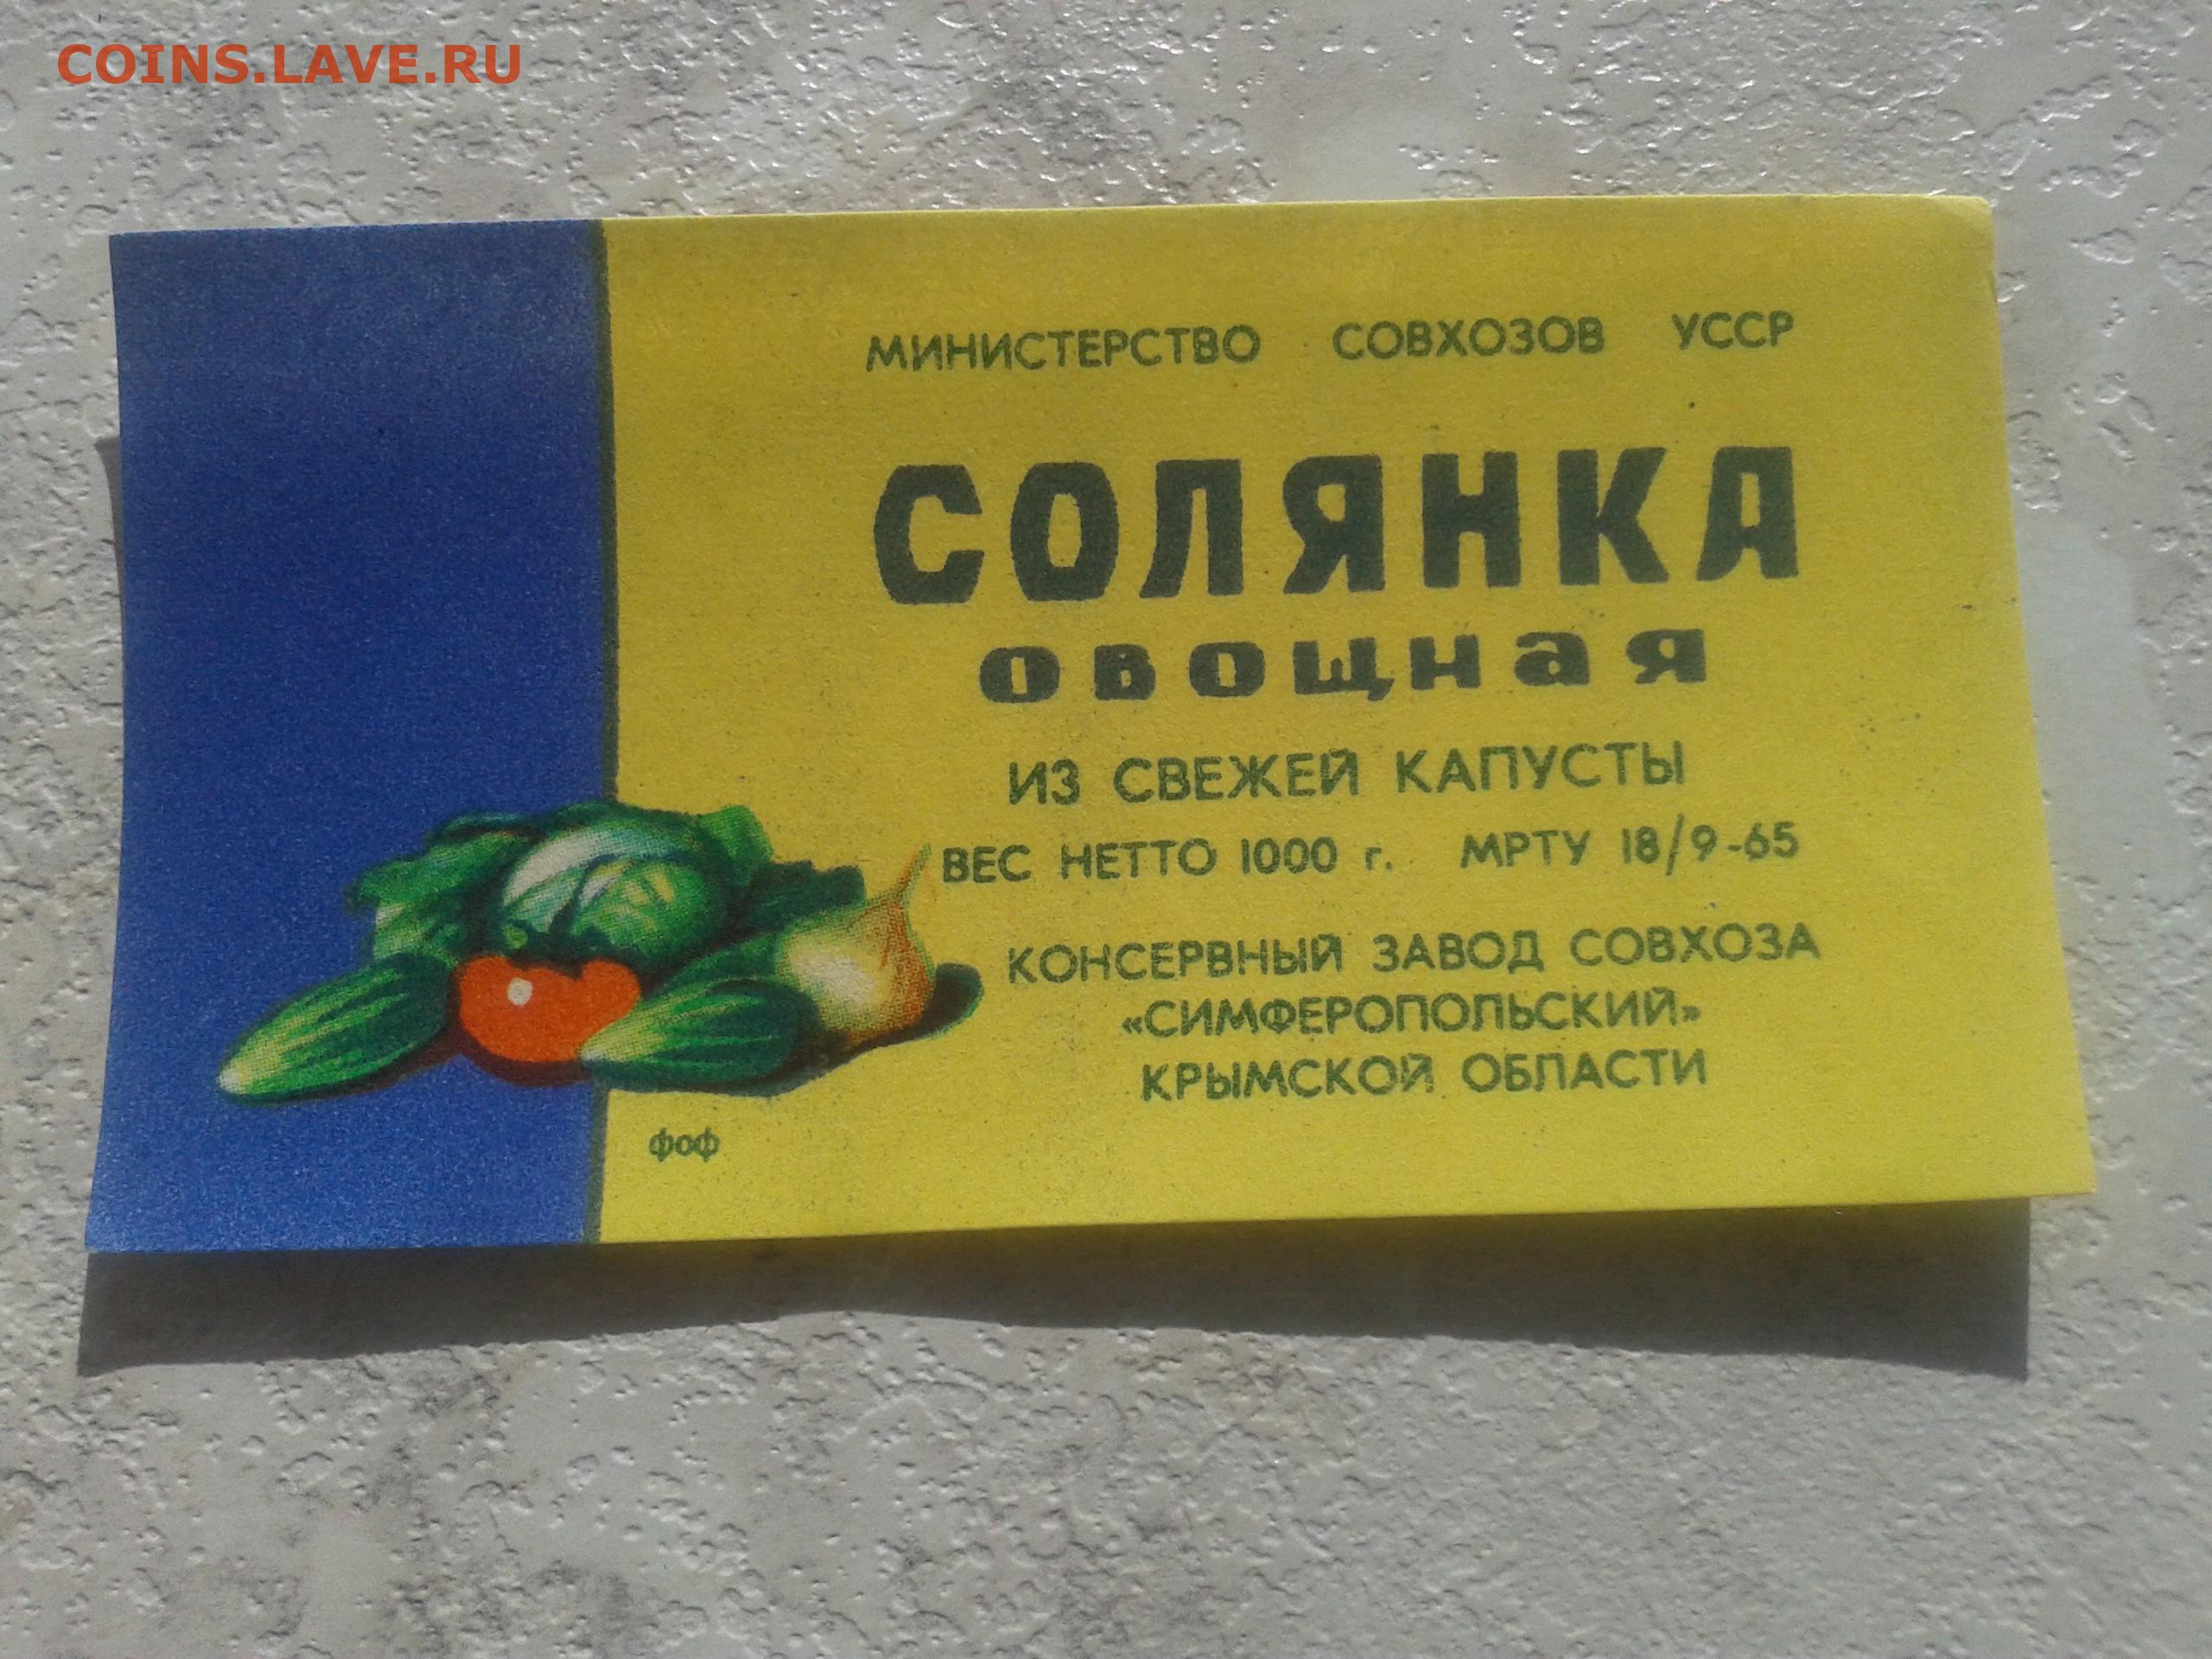 COINS.LAVE.RU
МИНИСТЕРСТВО СОВХОЗОВ УССР
СОЛЯНКА
овощная
ИЗ СВЕЖЕЙ КАПУСТЫ
ВЕС НЕТТО 1000 г. МРТУ 18/9-65
КОНСЕРВНЫЙ ЗАВОД СОВХОЗА
«СИМФЕРОПОЛЬСКИЙ»
КРЫМСКОЙ ОБЛАСТИ
фоф